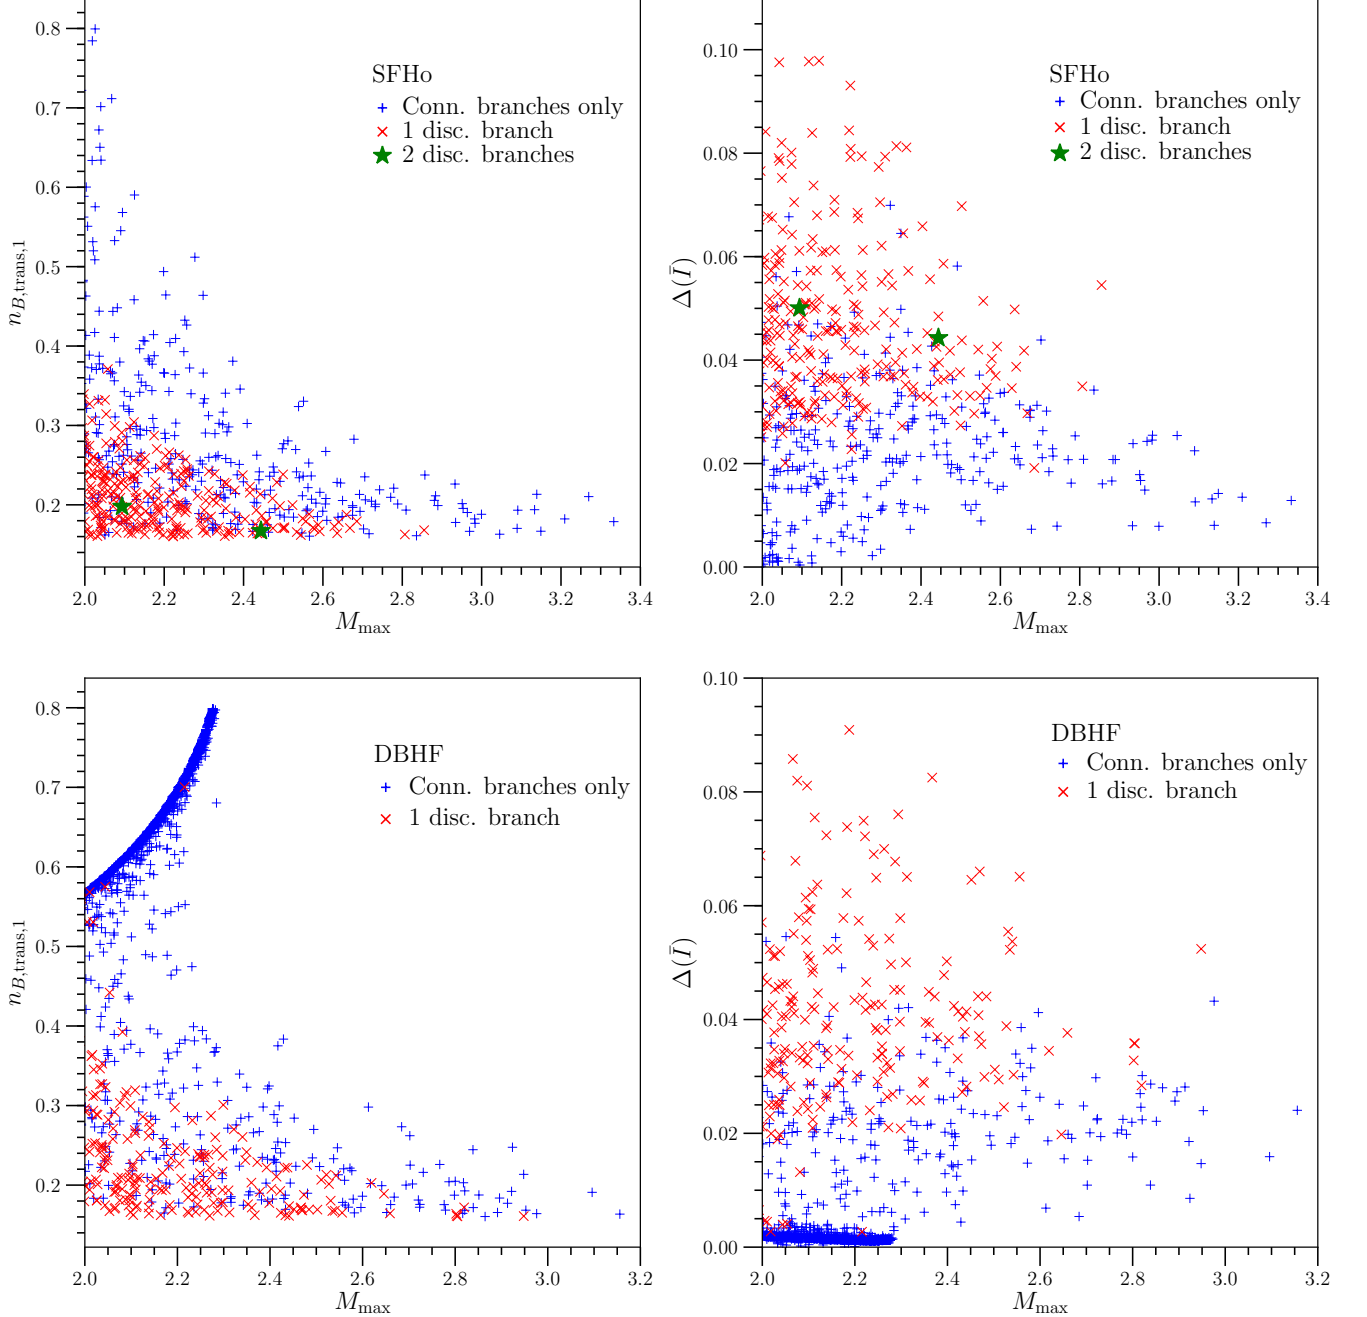 0.8
0.7
0.6
0.5
0.4
0.3
0.2
n_{B,trans,1}
SFHo
Conn. branches only
1 disc. branch
2 disc. branches
2.0 2.2 2.4 2.6 2.8 3.0 3.2 3.4
M_max
0.10
0.08
0.06
0.04
0.02
0.00
Δ(Ī)
SFHo
Conn. branches only
1 disc. branch
2 disc. branches
2.0 2.2 2.4 2.6 2.8 3.0 3.2 3.4
M_max
0.8
0.7
0.6
0.5
0.4
0.3
0.2
n_{B,trans,1}
DBHF
Conn. branches only
1 disc. branch
2.0 2.2 2.4 2.6 2.8 3.0 3.2
M_max
0.10
0.08
0.06
0.04
0.02
0.00
Δ(Ī)
DBHF
Conn. branches only
1 disc. branch
2.0 2.2 2.4 2.6 2.8 3.0 3.2
M_max